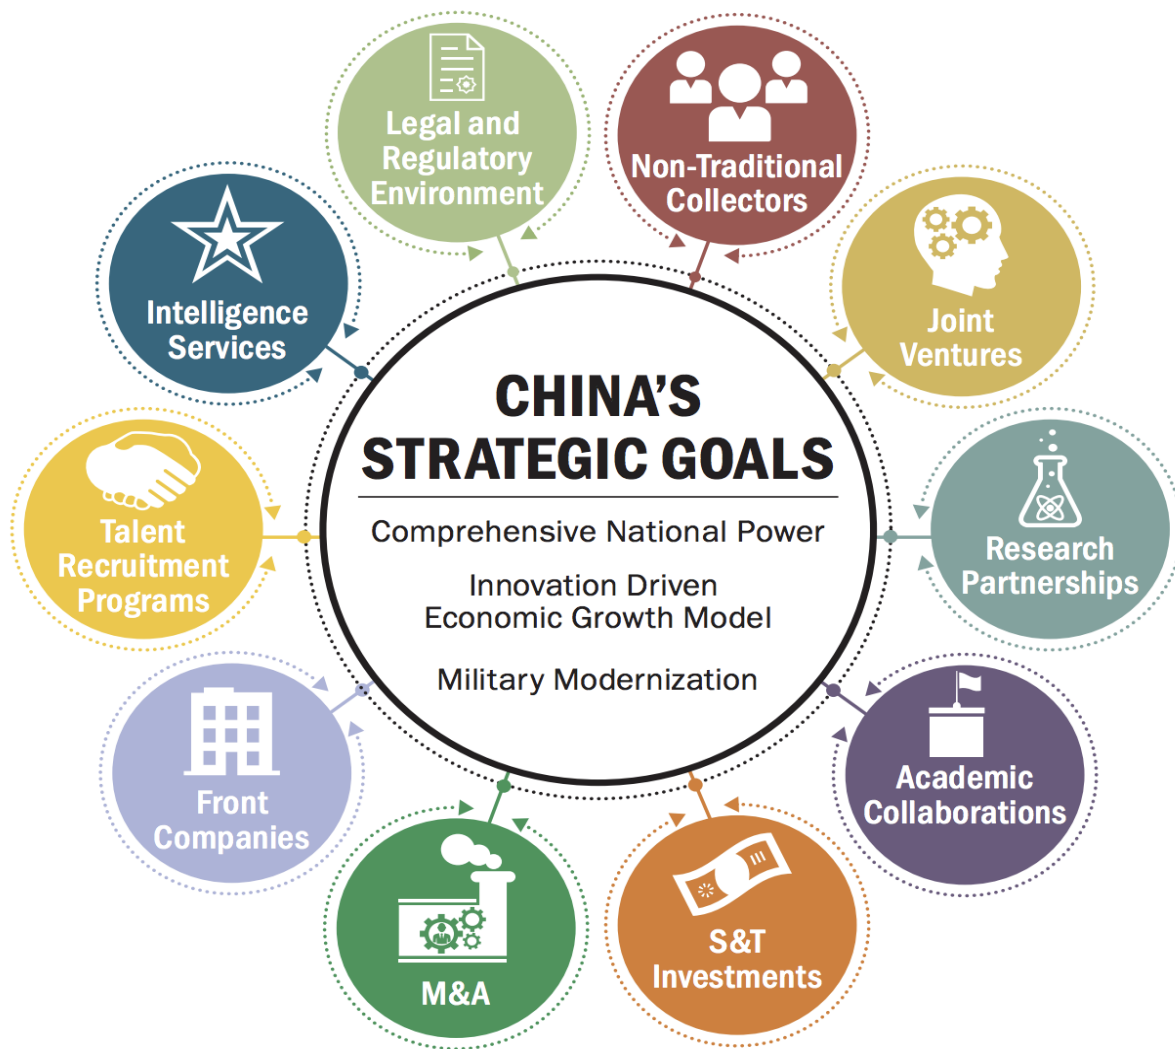 CHINA'S
STRATEGIC GOALS
Comprehensive National Power
Innovation Driven
Economic Growth Model
Military Modernization
Legal and
Regulatory
Environment
Non-Traditional
Collectors
Joint
Ventures
Research
Partnerships
Academic
Collaborations
S&T
Investments
M&A
Front
Companies
Talent
Recruitment
Programs
Intelligence
Services